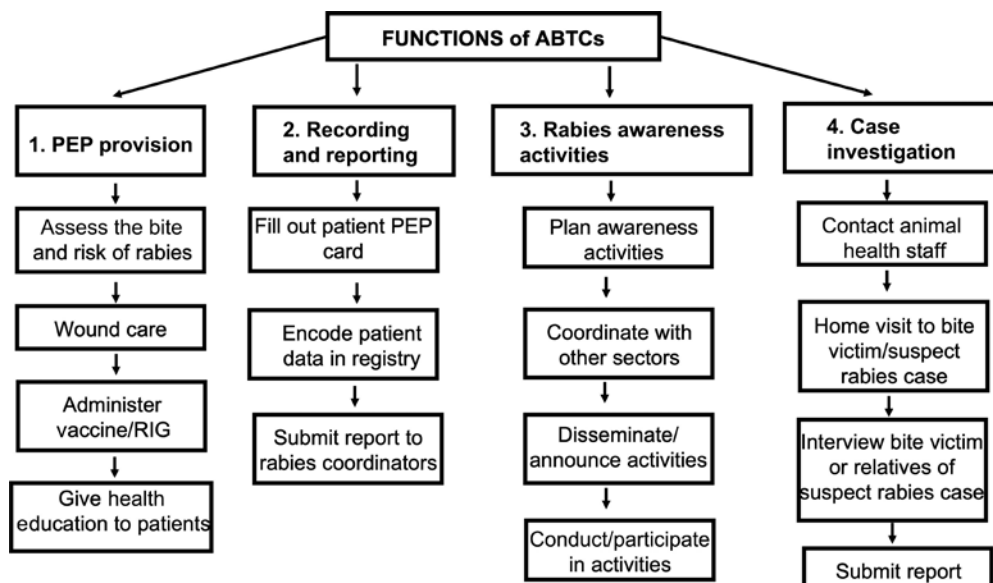 FUNCTIONS of ABTCs
1. PEP provision
Assess the bite
and risk of rabies
Wound care
Administer
vaccine/RIG
Give health
education to patients
2. Recording
and reporting
Fill out patient PEP
card
Encode patient
data in registry
Submit report to
rabies coordinators
3. Rabies awareness
activities
Plan awareness
activities
Coordinate with
other sectors
Disseminate/
announce activities
Conduct/participate
in activities
4. Case
investigation
Contact animal
health staff
Home visit to bite
victim/suspect
rabies case
Interview bite victim
or relatives of
suspect rabies case
Submit report